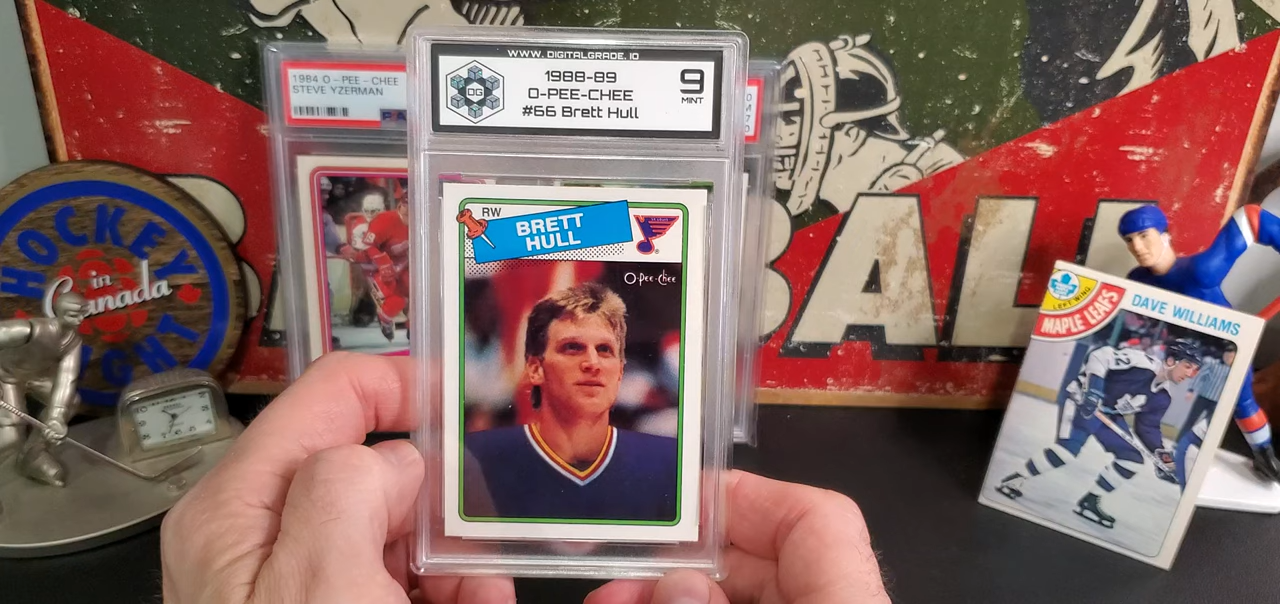 WWW.DIGITALGRADE.IO
DG
1988-89
O-PEE-CHEE
#66 Brett Hull
9
MINT
1984 O - PEE - CHEE
STEVE YZERMAN
RW
BRETT
HULL
O-Pee-Chee
HOCKEY
in
Canada
BALL
LEFT WING
MAPLE LEAFS
DAVE WILLIAMS
22